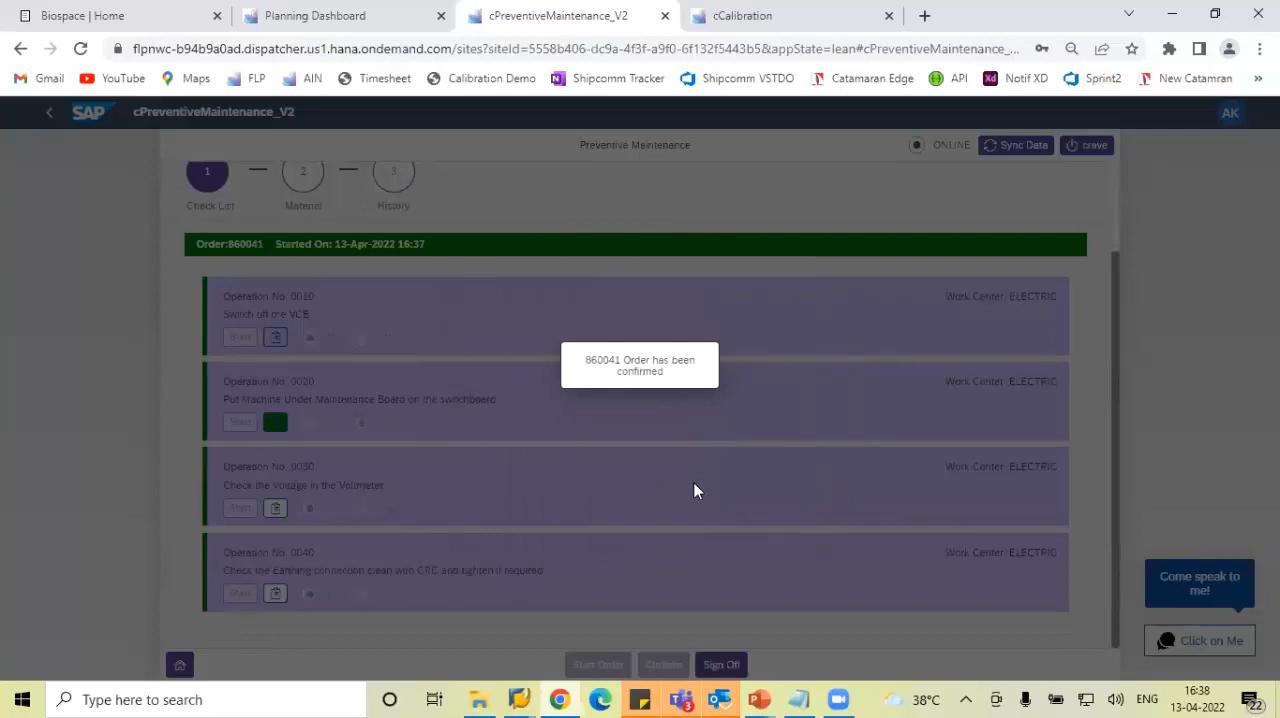 Biospace | Home
Planning Dashboard
cPreventiveMaintenance_V2
cCalibration
flpnwc-b94b9a0ad.dispatcher.us1.hana.ondemand.com/sites?siteId=5558b406-dc9a-4f3f-a9f0-6f132f544335&appState=lean#cPreventiveMaintenance_...
Gmail YouTube Maps FLP AIN Timesheet Calibration Demo Shipcomm Tracker Shipcomm VSTDO Catamaran Edge API Notif XD Sprint2 New Catamran »
SAP cPreventiveMaintenance_V2 AK
Preventive Maintenance ONLINE Sync Data
1 2 3
Check List Material History
Order:860041 Started On: 13-Apr-2022 16:37
Operation No. 0010 Work Center: ELECTRIC
Switch off the VCB
Start
Operation No. 0020 Work Center: ELECTRIC
Put Machine Under Maintenance Board on the switchboard
Start
Operation No. 0030 Work Center: ELECTRIC
Check the Voltage in the Voltmeter
Start
Operation No. 0040 Work Center: ELECTRIC
Check the Earthing connection clean with CRC and tighten if required
Start
860041 Order has been
confirmed
Come speak to
me!
Click on Me
Start Order Confirm Sign Off
Type here to search
3
38°C
ENG
16:38
13-04-2022
22